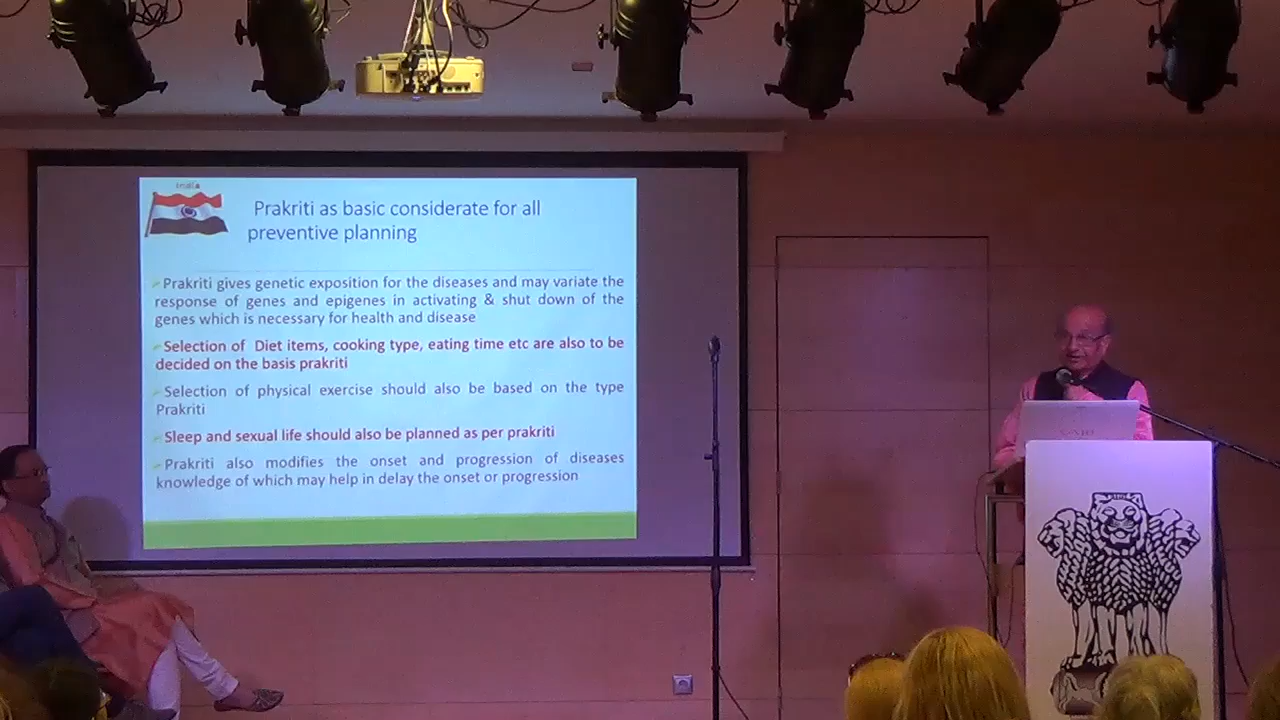 India
Prakriti as basic considerate for all
preventive planning
Prakriti gives genetic exposition for the diseases and may variate the
response of genes and epigenes in activating & shut down of the
genes which is necessary for health and disease
Selection of Diet items, cooking type, eating time etc are also to be
decided on the basis prakriti
Selection of physical exercise should also be based on the type
Prakriti
Sleep and sexual life should also be planned as per prakriti
Prakriti also modifies the onset and progression of diseases
knowledge of which may help in delay the onset or progression